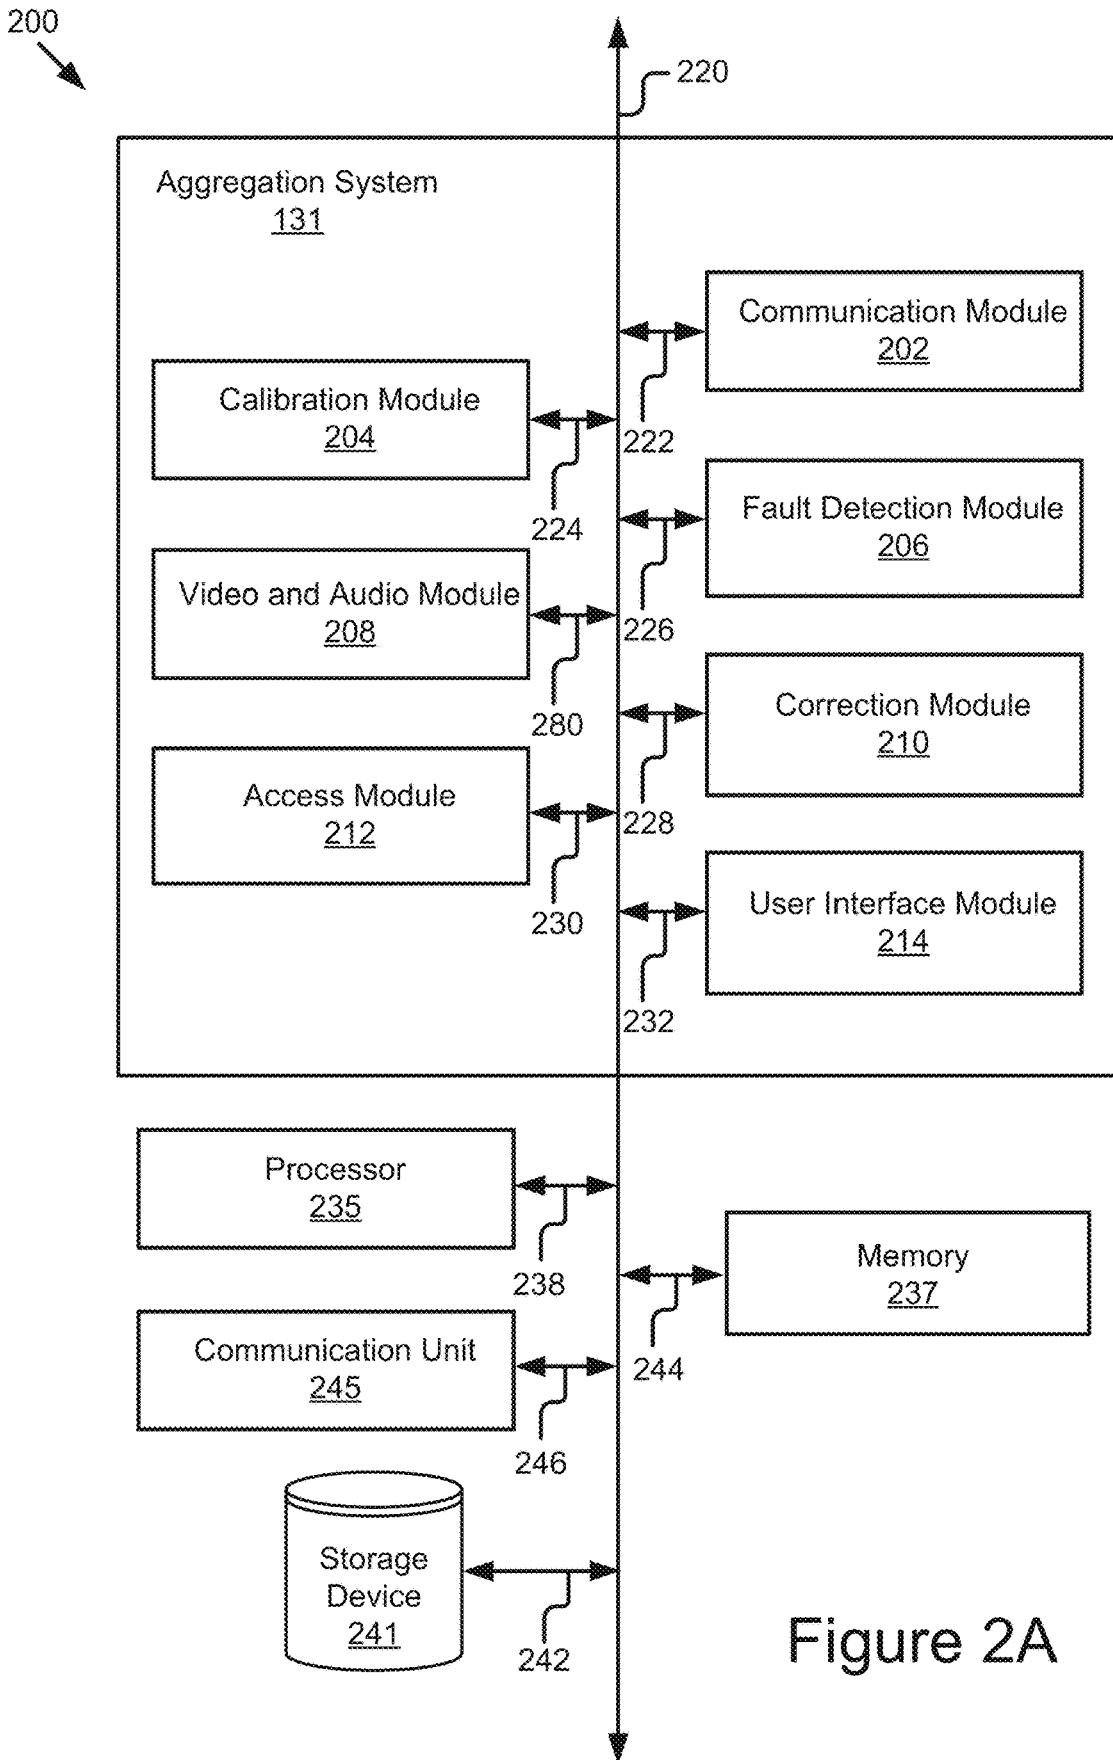 200
220
Aggregation System
131
Communication Module
202
Calibration Module
204
222
224
Fault Detection Module
206
Video and Audio Module
208
226
280
Correction Module
210
Access Module
212
228
230
User Interface Module
214
232
Processor
235
238
Memory
237
Communication Unit
245
244
246
Storage
Device
241
242
Figure 2A